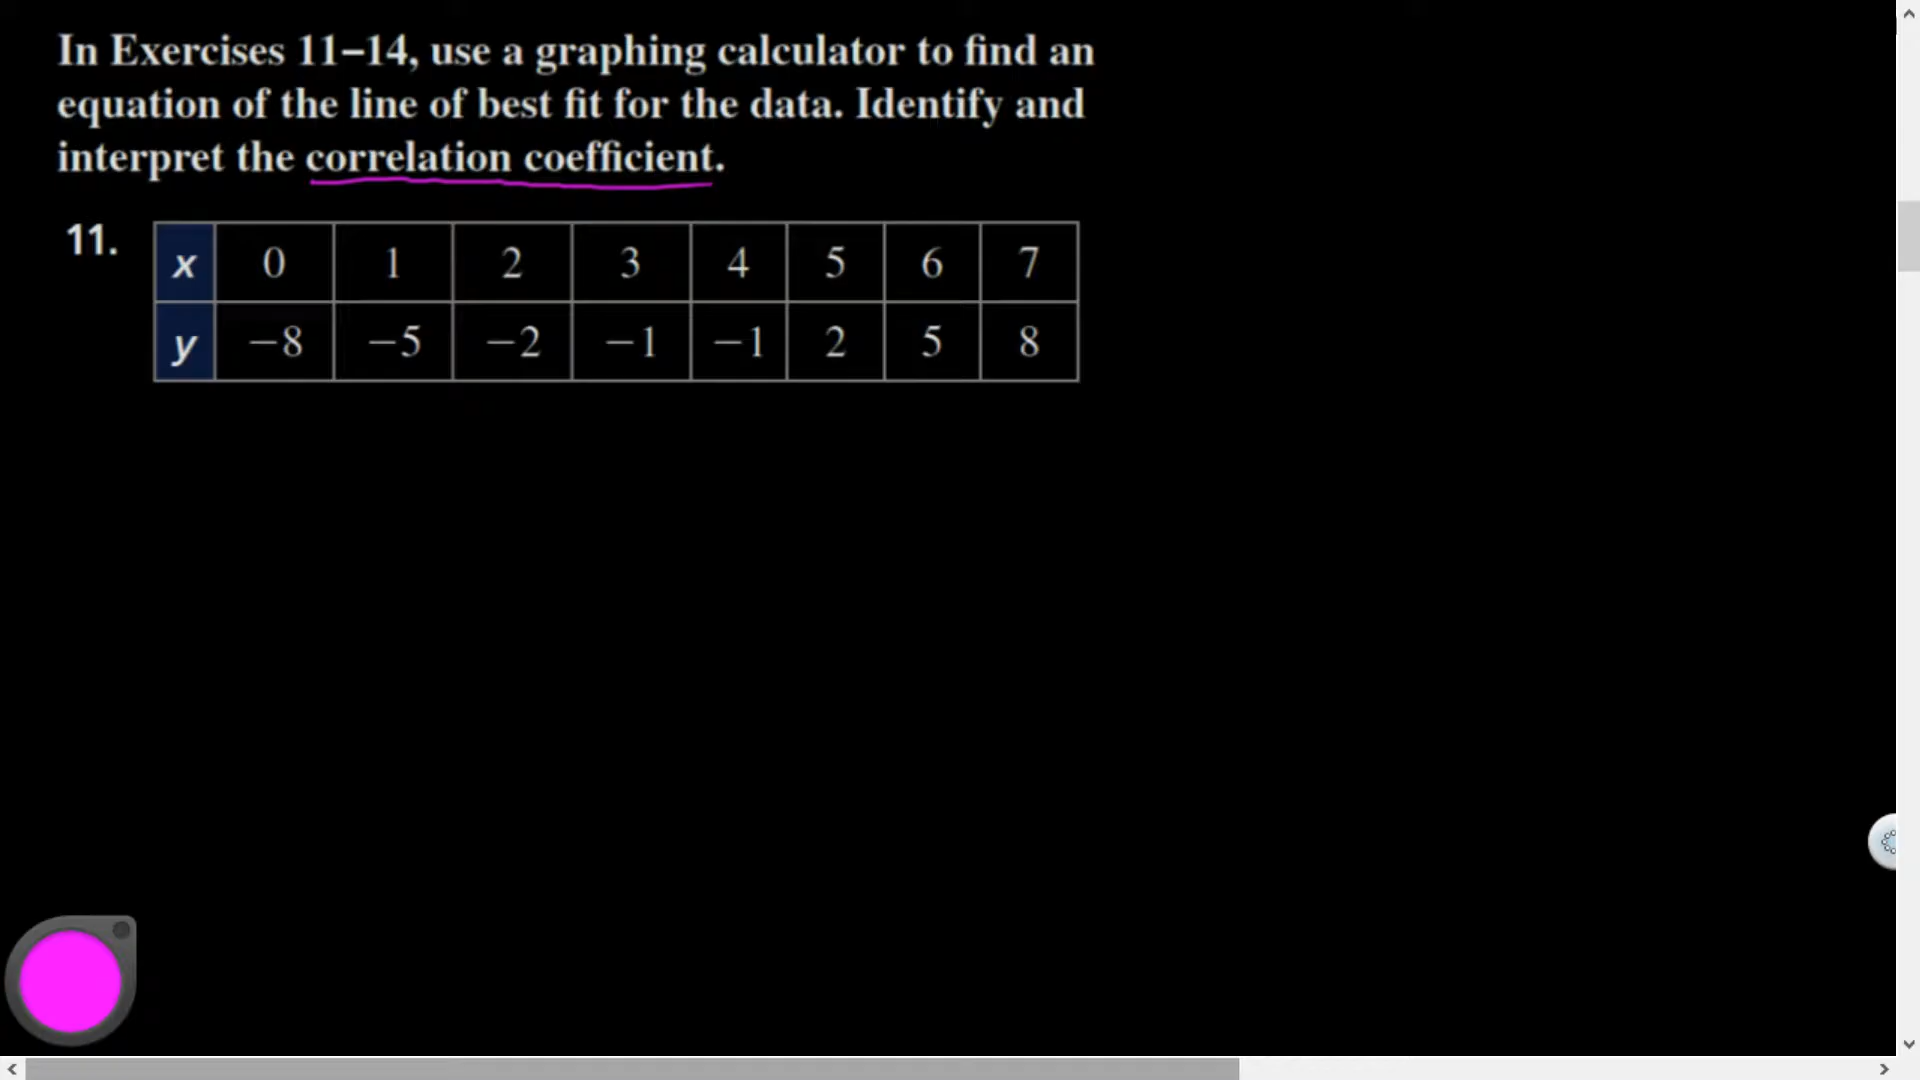 In Exercises 11–14, use a graphing calculator to find an
equation of the line of best fit for the data. Identify and
interpret the correlation coefficient.
11.
x 0 1 2 3 4 5 6 7
y −8 −5 −2 −1 −1 2 5 8